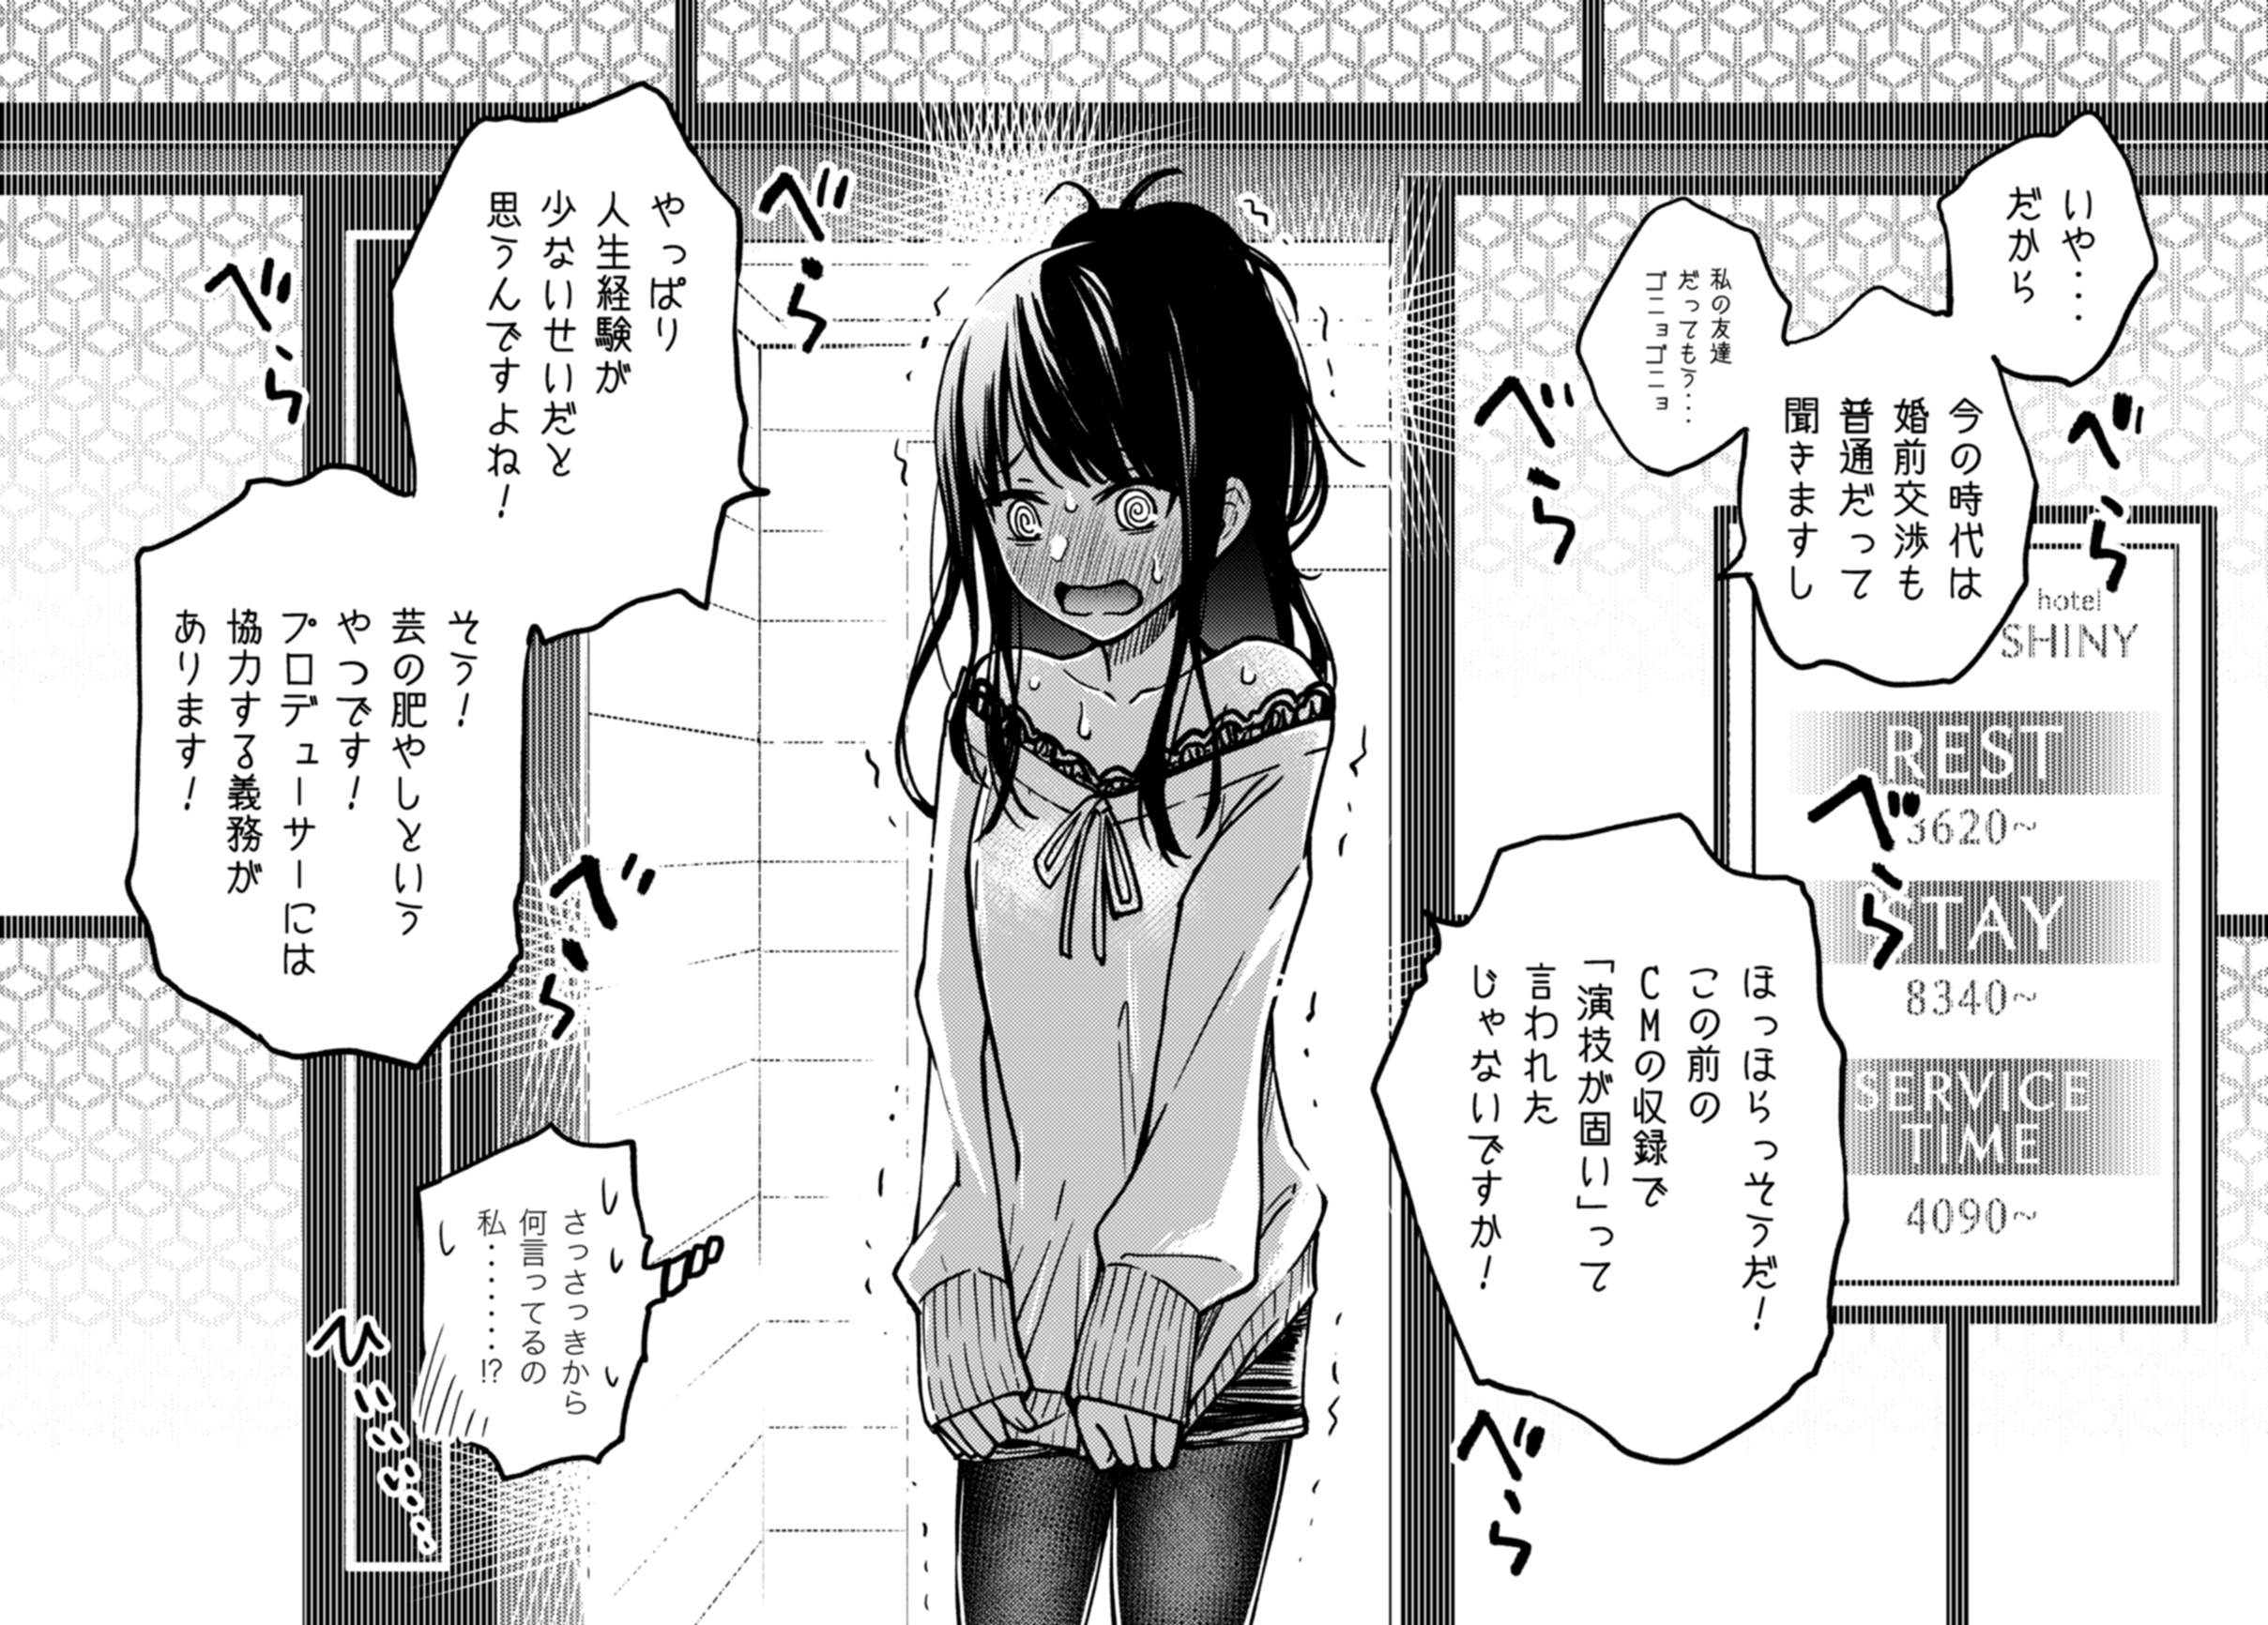 いや・・・
だから
今の時代は
婚前交渉も
普通だって
聞きますし
私の友達
だってもう・・・
ゴニョゴニョ
べら
べら
hotel
SHINY
REST
3620~
STAY
8340~
SERVICE
TIME
4090~
べら
ほっほらっそうだ!
この前の
CMの収録で
「演技が固い」って
言われた
じゃないですか!
べら
べら
やっぱり
人生経験が
少ないせいだと
思うんですよね!
べら
そう!
芸の肥やしという
やつです!
プロデューサーには
協力する義務が
あります!
べら
さっさっきから
何言ってるの
私・・・・・・・・!?
ひいいいい・・・